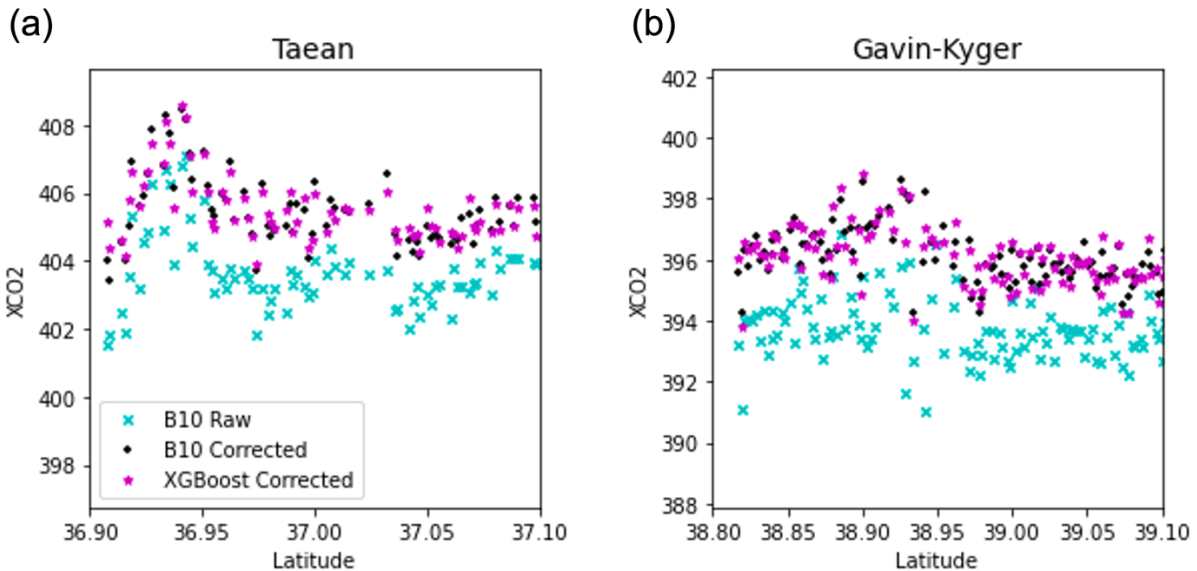 (a)
Taean
XCO2
408
406
404
402
400
398
B10 Raw
B10 Corrected
XGBoost Corrected
36.90 36.95 37.00 37.05 37.10
Latitude
(b)
Gavin-Kyger
XCO2
402
400
398
396
394
392
390
388
38.80 38.85 38.90 38.95 39.00 39.05 39.10
Latitude